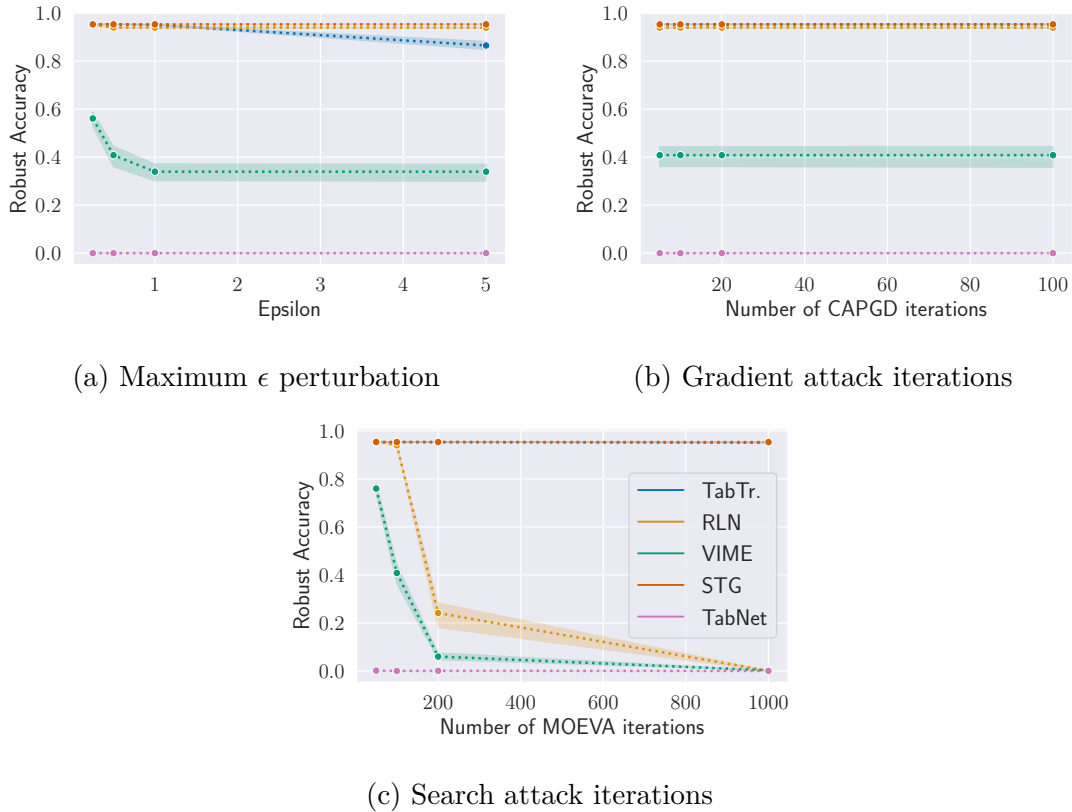 1.0
0.8
0.6
0.4
0.2
0.0
Robust Accuracy
1 2 3 4 5
Epsilon
(a) Maximum ϵ perturbation
1.0
0.8
0.6
0.4
0.2
0.0
Robust Accuracy
20 40 60 80 100
Number of CAPGD iterations
(b) Gradient attack iterations
1.0
0.8
0.6
0.4
0.2
0.0
Robust Accuracy
TabTr.
RLN
VIME
STG
TabNet
200 400 600 800 1000
Number of MOEVA iterations
(c) Search attack iterations